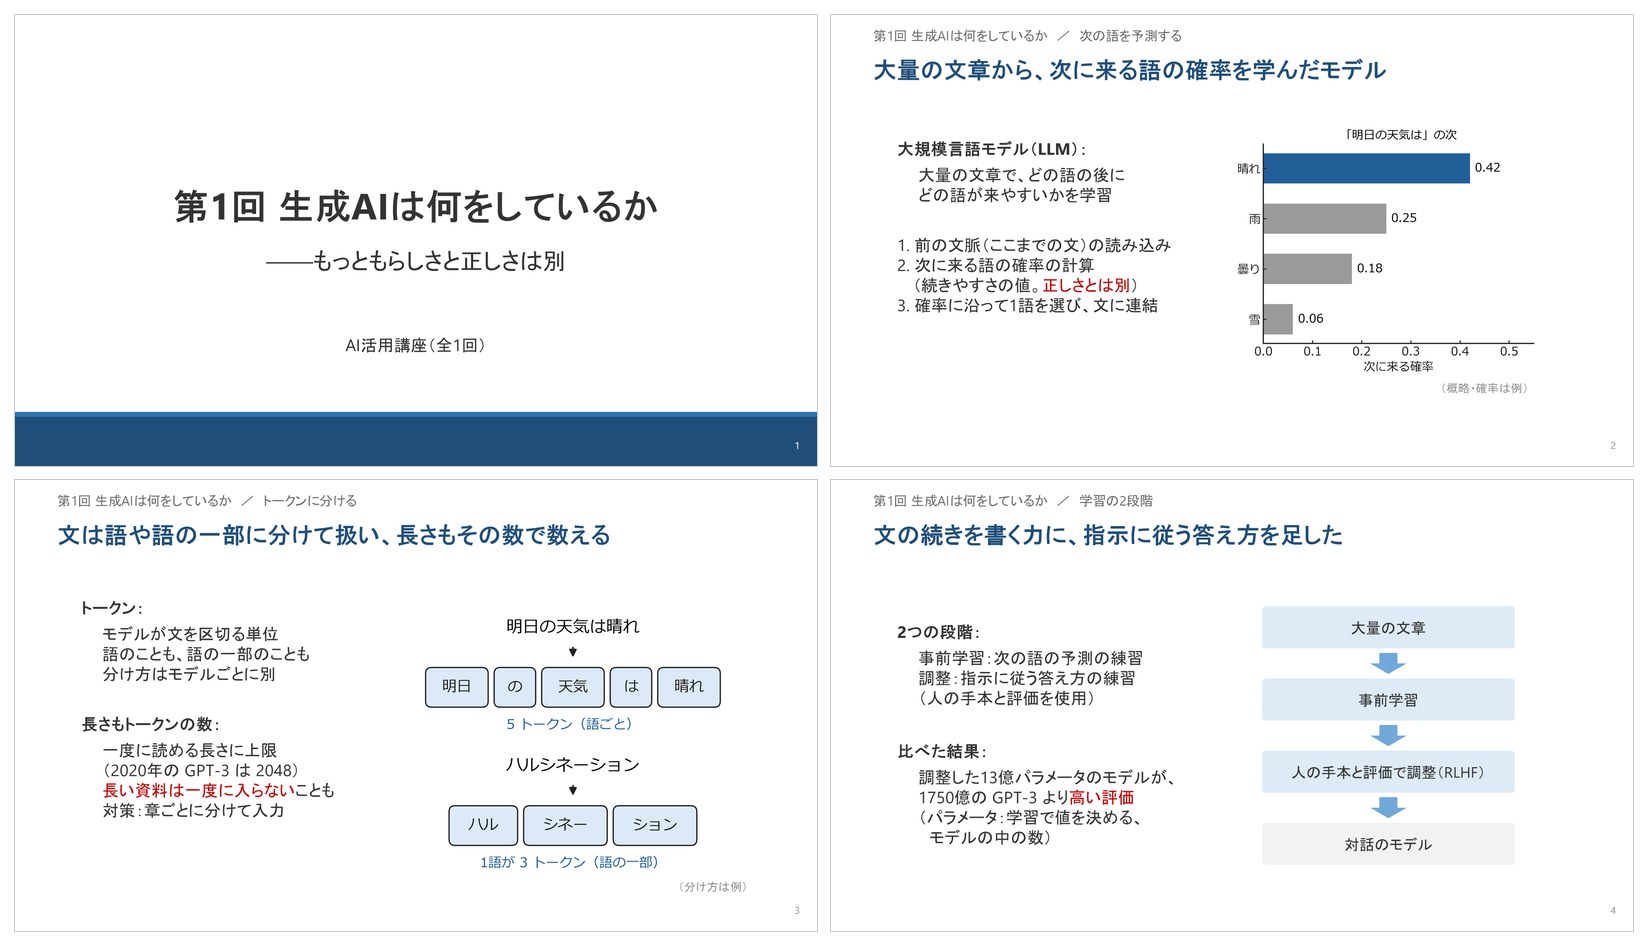 第1回 生成AIは何をしているか
——もっともらしさと正しさは別
AI活用講座（全1回）
1
第1回 生成AIは何をしているか ／ 次の語を予測する
大量の文章から、次に来る語の確率を学んだモデル
大規模言語モデル（LLM）：
大量の文章で、どの語の後に
どの語が来やすいかを学習
1. 前の文脈（ここまでの文）の読み込み
2. 次に来る語の確率の計算
（続きやすさの値。正しさとは別）
3. 確率に沿って1語を選び、文に連結
「明日の天気は」の次
晴れ 0.42
雨 0.25
曇り 0.18
雪 0.06
0.0 0.1 0.2 0.3 0.4 0.5
次に来る確率
（概略・確率は例）
2
第1回 生成AIは何をしているか ／ トークンに分ける
文は語や語の一部に分けて扱い、長さもその数で数える
トークン：
モデルが文を区切る単位
語のことも、語の一部のことも
分け方はモデルごとに別
長さもトークンの数：
一度に読める長さに上限
（2020年の GPT-3 は 2048）
長い資料は一度に入らないことも
対策：章ごとに分けて入力
明日の天気は晴れ
明日 の 天気 は 晴れ
5 トークン（語ごと）
ハルシネーション
ハル シネー ション
1語が 3 トークン（語の一部）
（分け方は例）
3
第1回 生成AIは何をしているか ／ 学習の2段階
文の続きを書く力に、指示に従う答え方を足した
2つの段階：
事前学習：次の語の予測の練習
調整：指示に従う答え方の練習
（人の手本と評価を使用）
比べた結果：
調整した13億パラメータのモデルが、
1750億の GPT-3 より高い評価
（パラメータ：学習で値を決める、
モデルの中の数）
大量の文章
事前学習
人の手本と評価で調整（RLHF）
対話のモデル
4